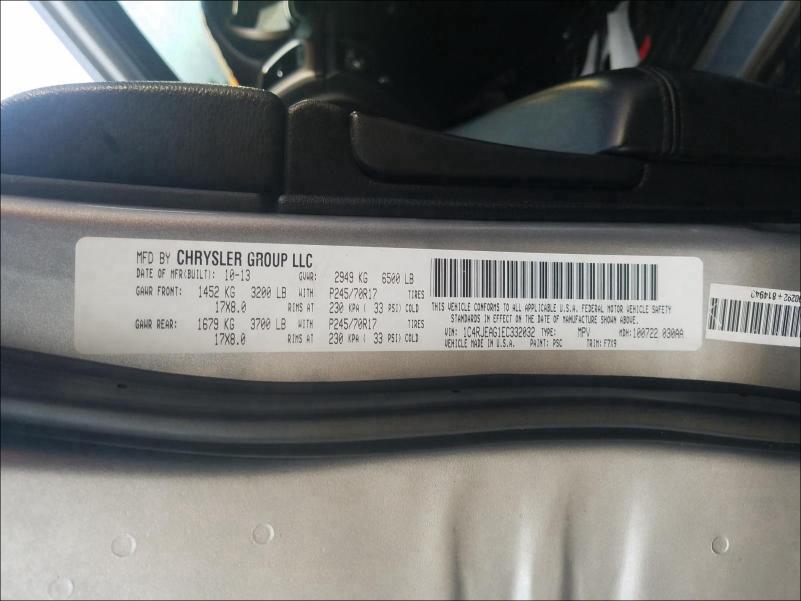 MFD BY CHRYSLER GROUP LLC
DATE OF MFR(BUILT): 10-13 GVWR: 2949 KG 6500 LB
GAWR FRONT: 1452 KG 3200 LB WITH P245/70R17 TIRES
17X8.0 RIMS AT 230 KPA ( 33 PSI) COLD
GAWR REAR: 1679 KG 3700 LB WITH P245/70R17 TIRES
17X8.0 RIMS AT 230 KPA ( 33 PSI) COLD
THIS VEHICLE CONFORMS TO ALL APPLICABLE U.S.A. FEDERAL MOTOR VEHICLE SAFETY
STANDARDS IN EFFECT ON THE DATE OF MANUFACTURE SHOWN ABOVE.
VIN: 1C4RJEAG1EC332032 TYPE: MPV MDH:100722 030AA
VEHICLE MADE IN U.S.A. PAINT: PSC TRIM: F7X9